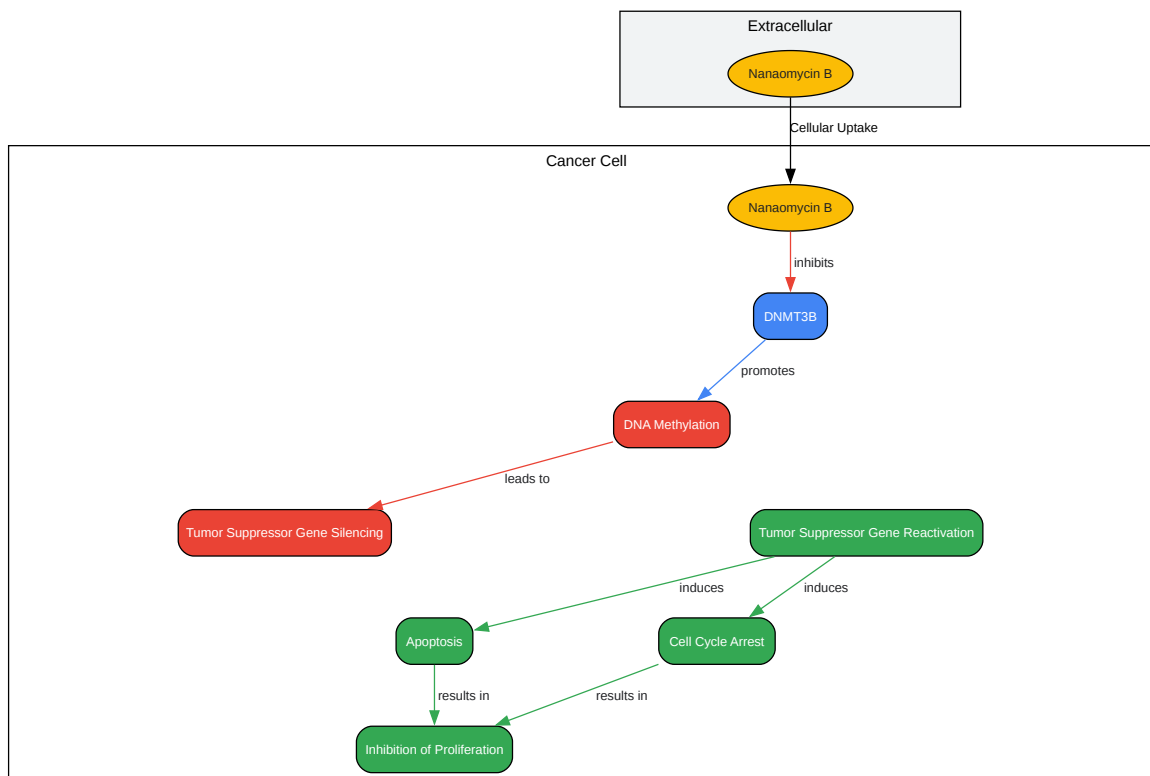 Extracellular
Nanaomycin B
Cellular Uptake
Cancer Cell
Nanaomycin B
inhibits
DNMT3B
promotes
DNA Methylation
leads to
Tumor Suppressor Gene Silencing
Tumor Suppressor Gene Reactivation
induces
induces
Apoptosis
Cell Cycle Arrest
results in
results in
Inhibition of Proliferation